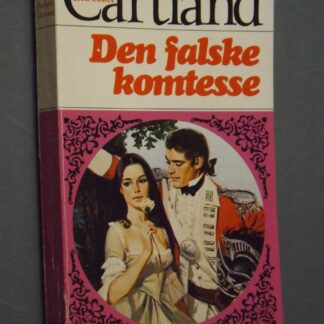 Cartland
Den falske
komtesse